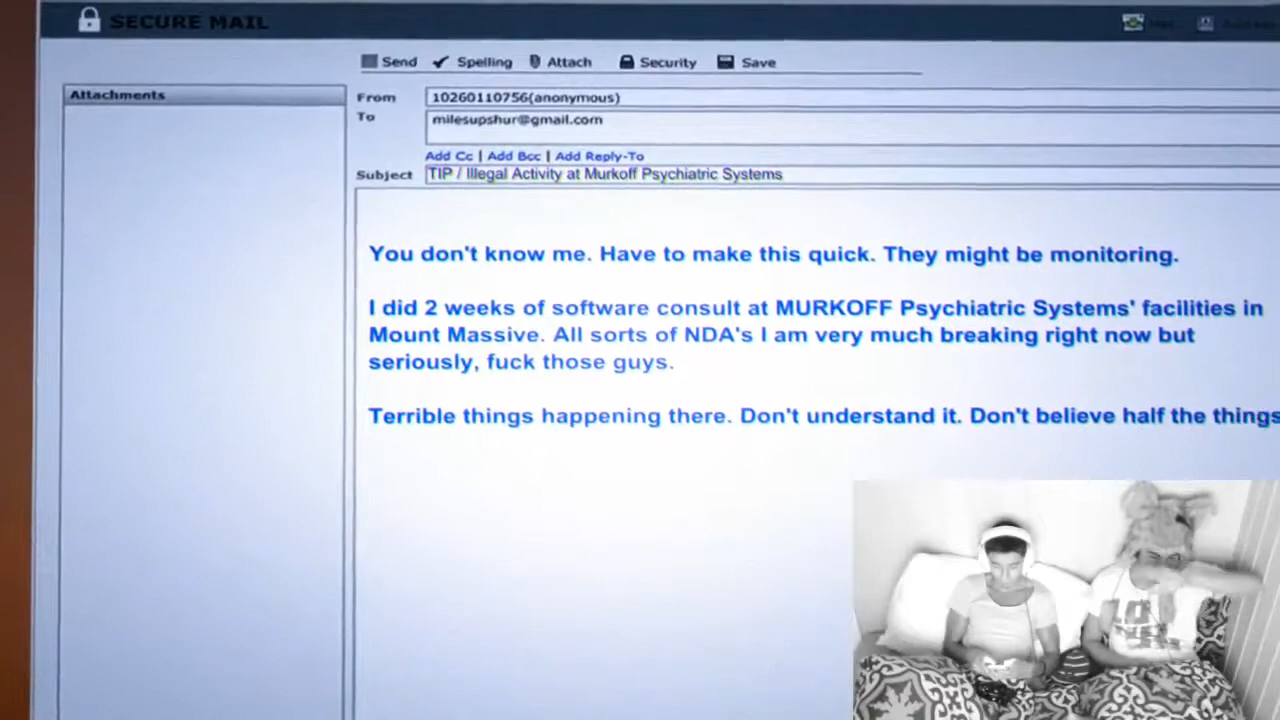 SECURE MAIL
Send Spelling Attach Security Save
Attachments
From 10260110756(anonymous)
To milesupshur@gmail.com
Add Cc | Add Bcc | Add Reply-To
Subject TIP / Illegal Activity at Murkoff Psychiatric Systems
You don't know me. Have to make this quick. They might be monitoring.
I did 2 weeks of software consult at MURKOFF Psychiatric Systems' facilities in
Mount Massive. All sorts of NDA's I am very much breaking right now but
seriously, fuck those guys.
Terrible things happening there. Don't understand it. Don't believe half the things